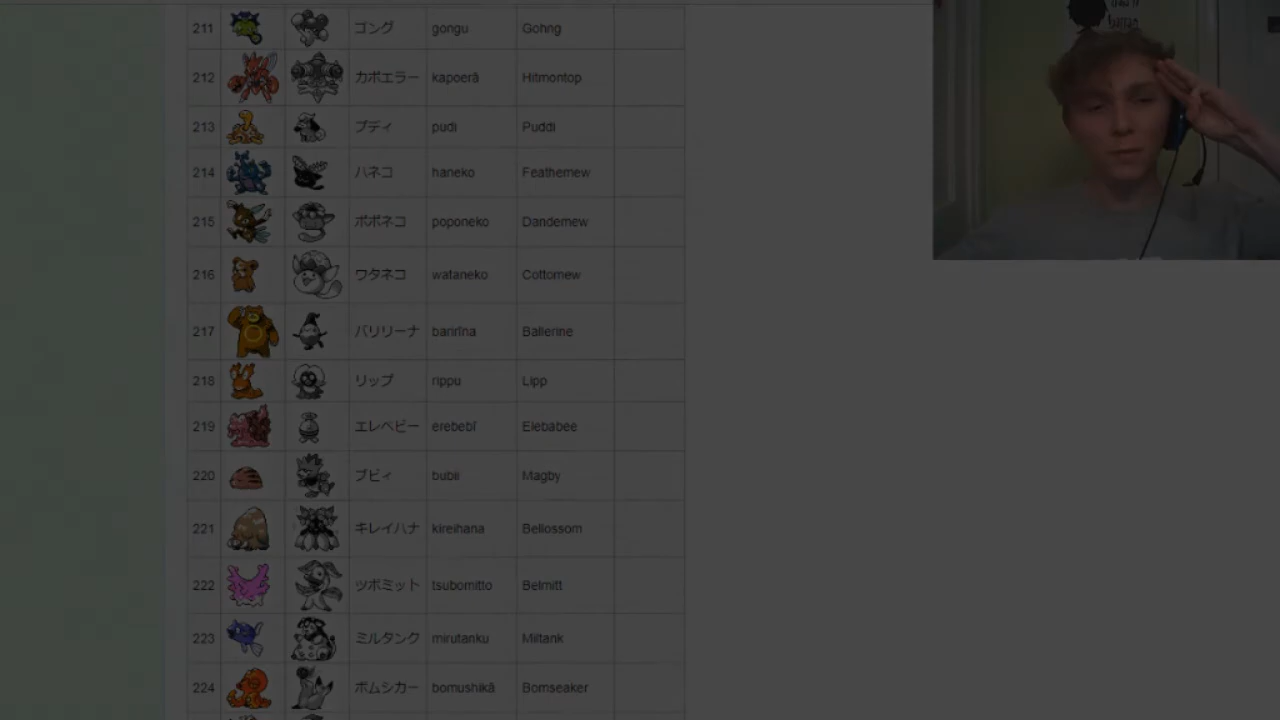 211 ゴング gongu Gohng
212 カポエラー kapoerā Hitmontop
213 プディ pudi Puddi
214 ハネコ haneko Feathemew
215 ポポネコ poponeko Dandemew
216 ワタネコ wataneko Cottomew
217 バリリーナ barirīna Ballerine
218 リップ rippu Lipp
219 エレベビー erebebī Elebabee
220 ブビィ bubii Magby
221 キレイハナ kireihana Bellossom
222 ツボミット tsubomitto Belmitt
223 ミルタンク mirutanku Miltank
224 ボムシカー bomushikā Bomseaker